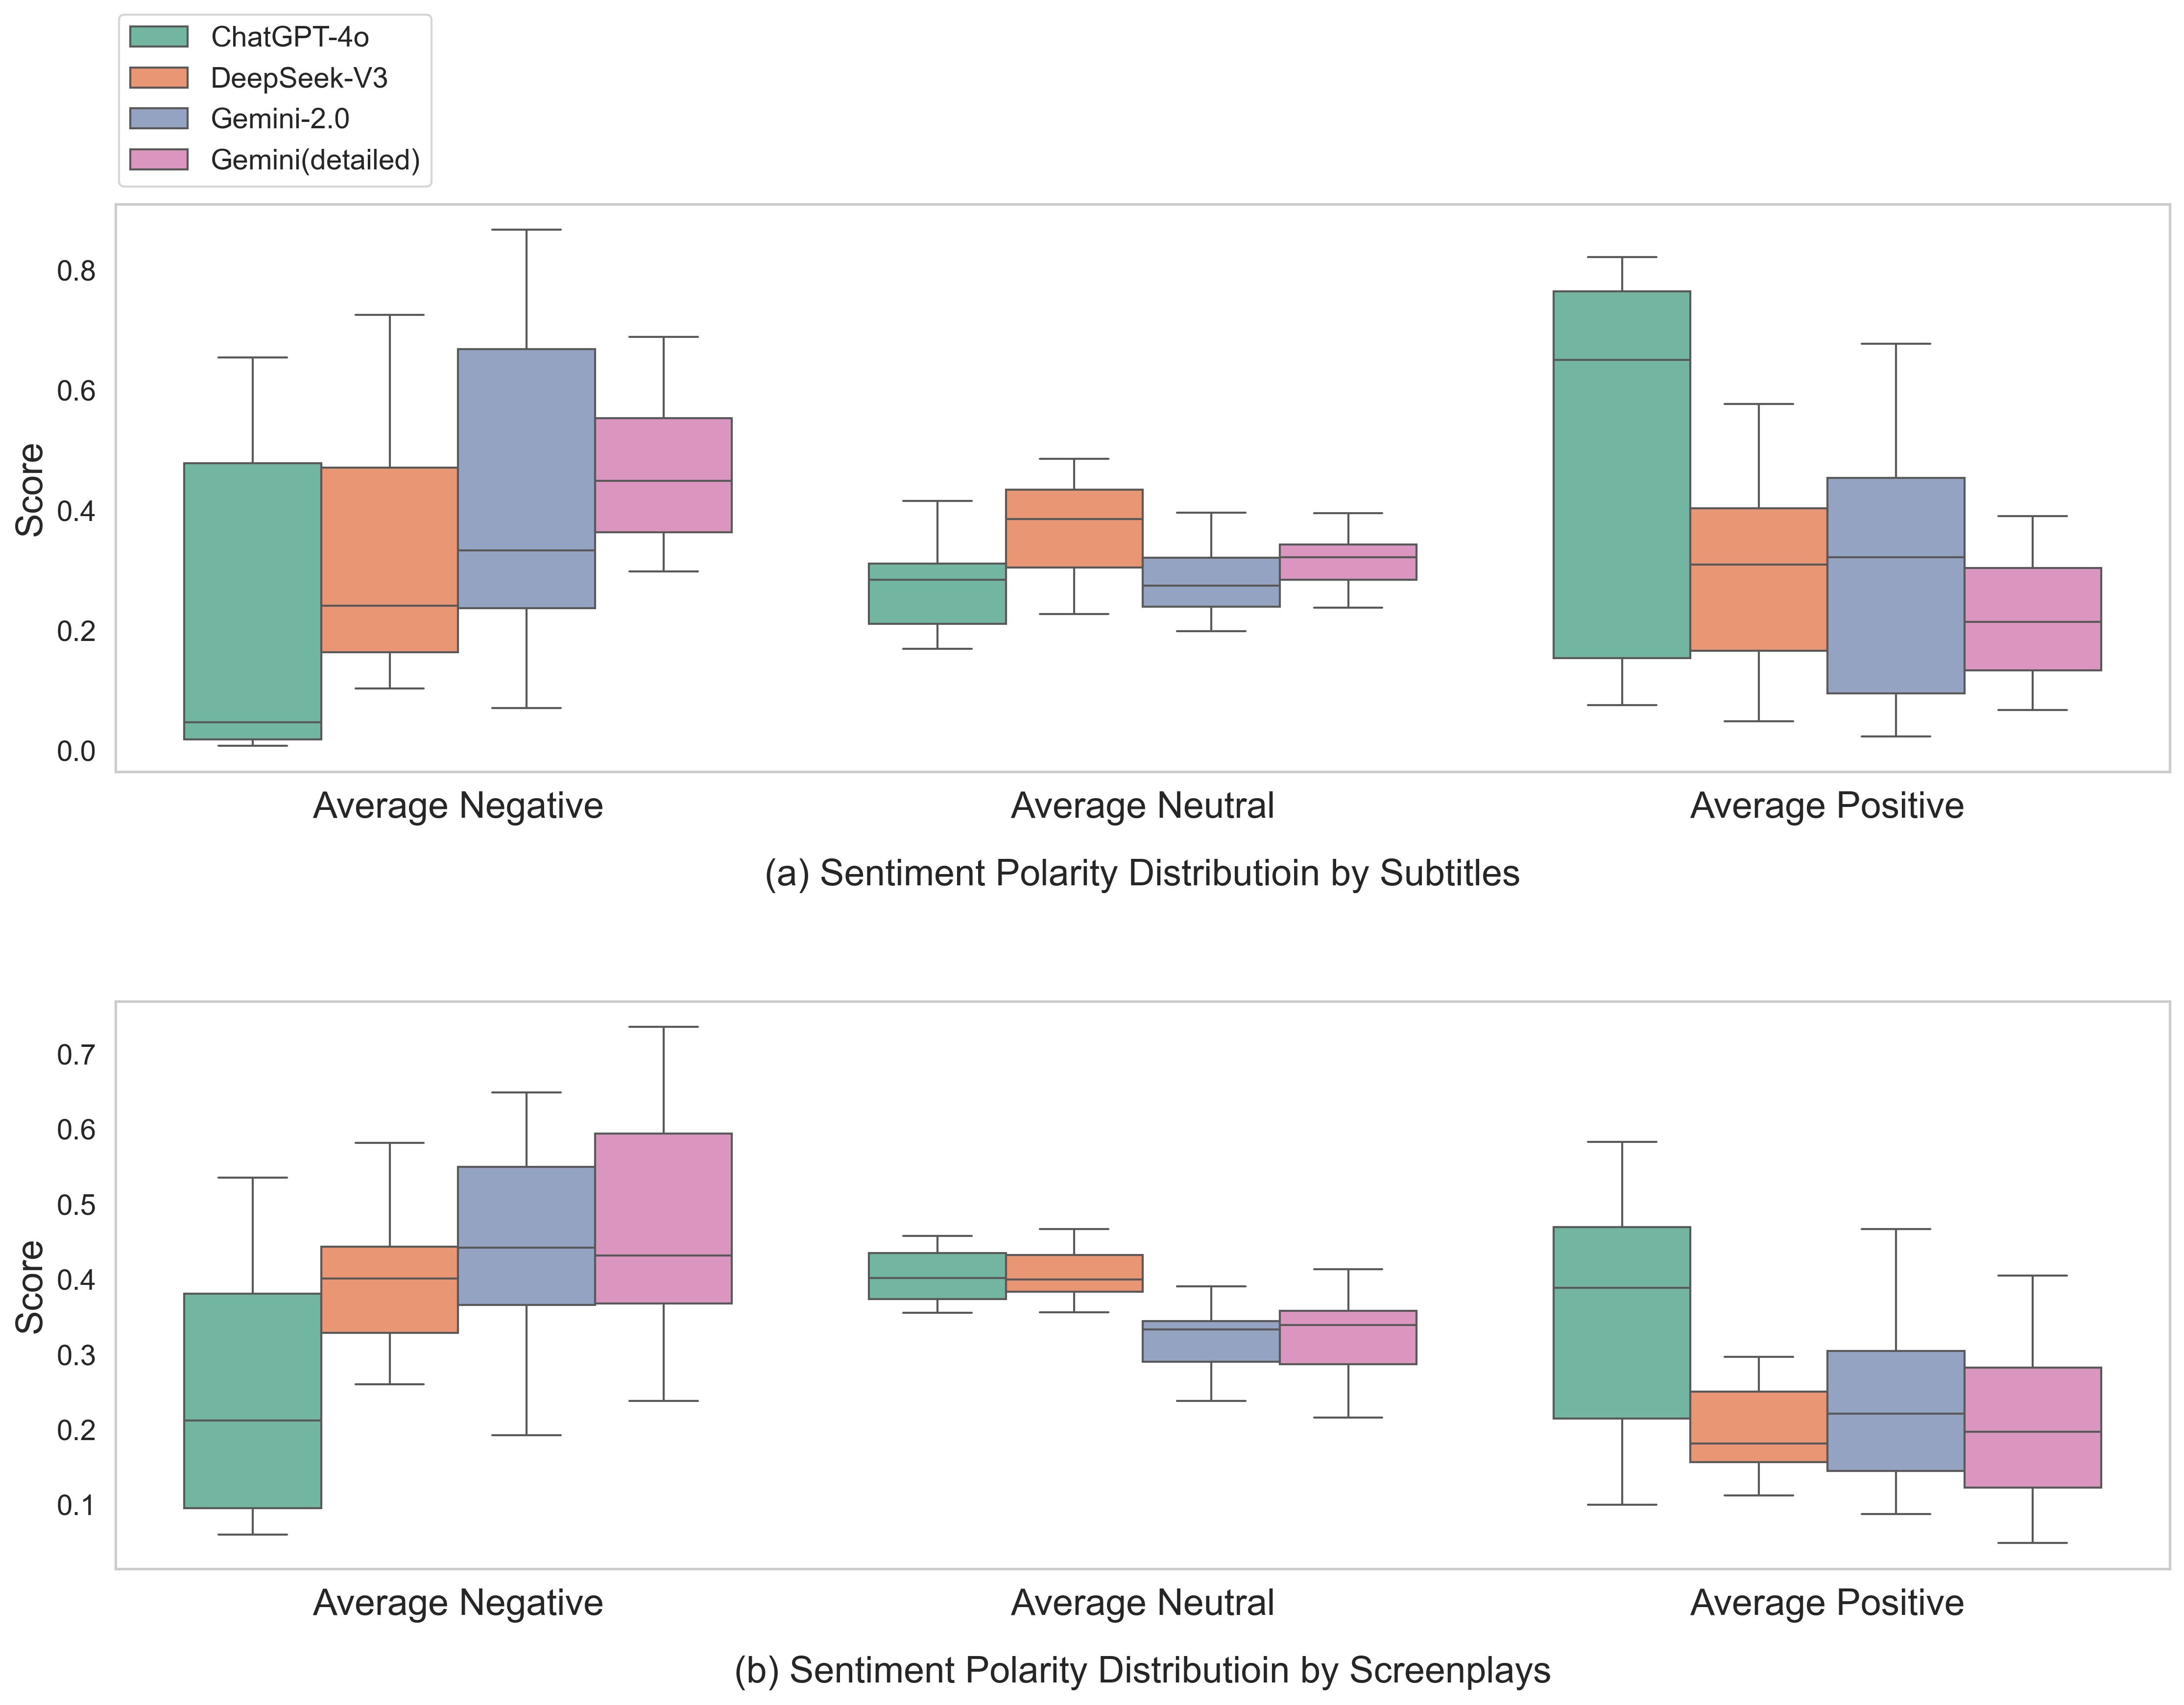 ChatGPT-4o
DeepSeek-V3
Gemini-2.0
Gemini(detailed)
Score
0.8
0.6
0.4
0.2
0.0
Average Negative
Average Neutral
Average Positive
(a) Sentiment Polarity Distributioin by Subtitles
Score
0.7
0.6
0.5
0.4
0.3
0.2
0.1
Average Negative
Average Neutral
Average Positive
(b) Sentiment Polarity Distributioin by Screenplays